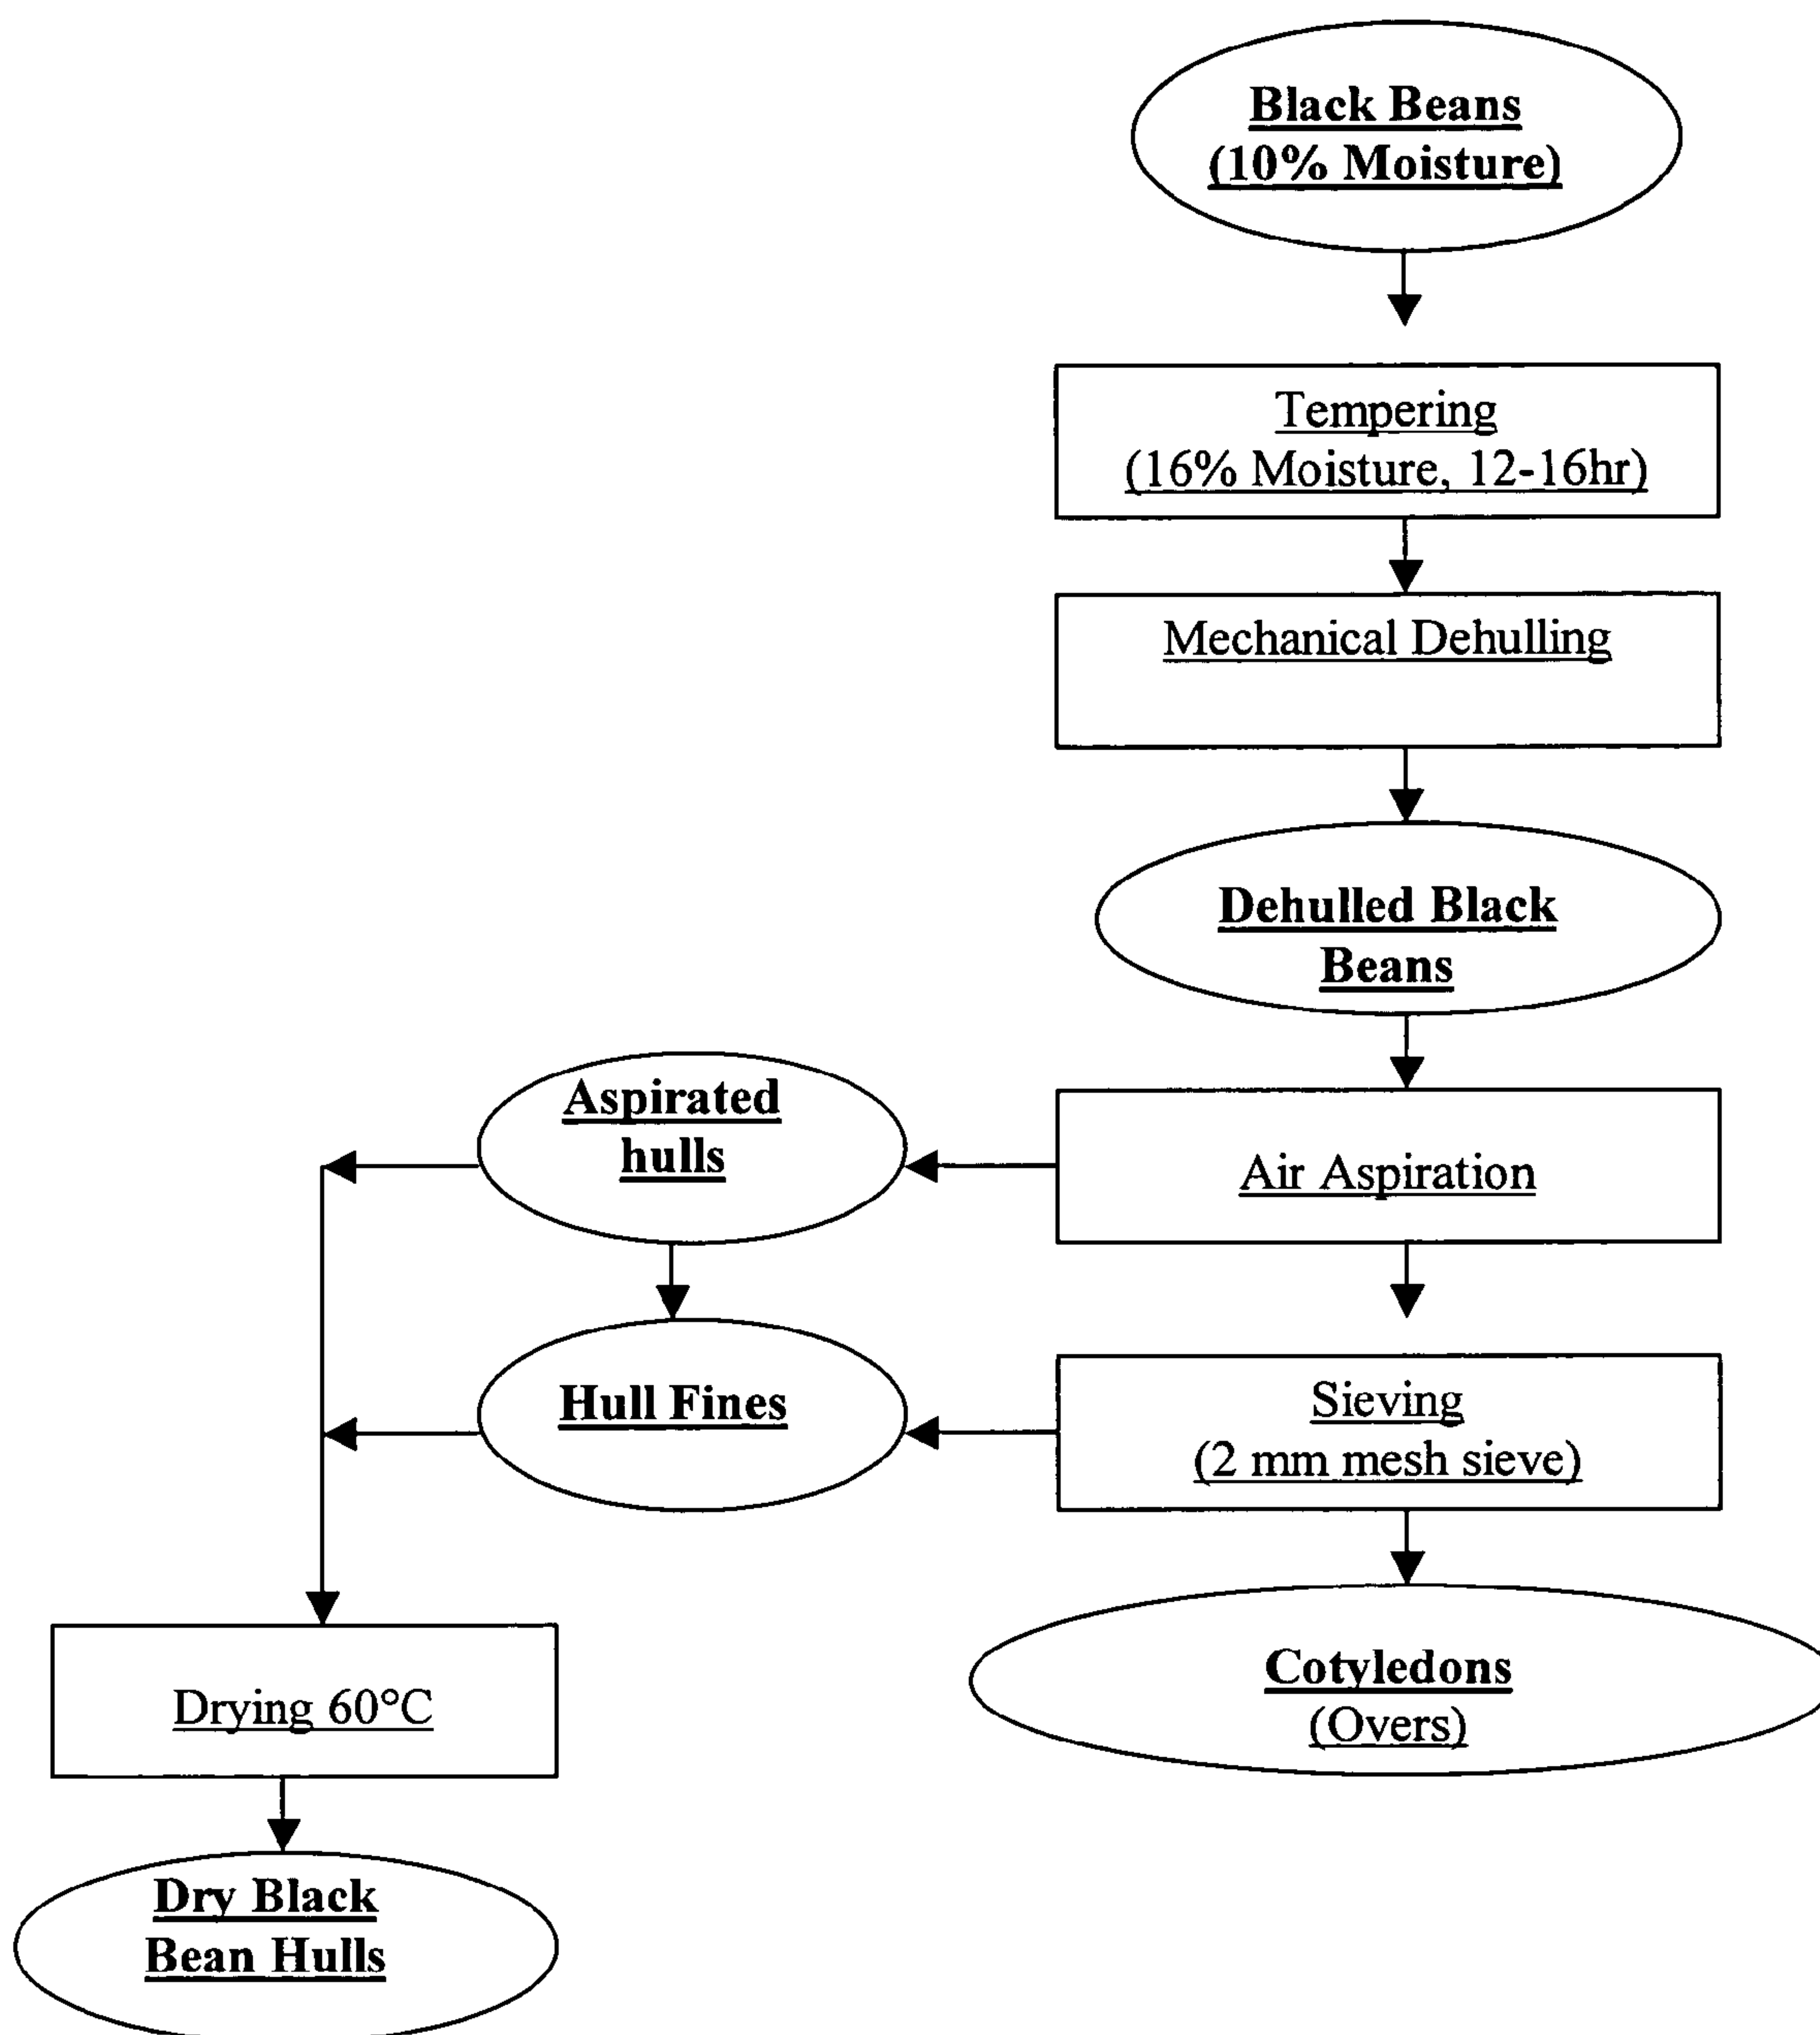 Black Beans
(10% Moisture)
Tempering
(16% Moisture, 12-16hr)
Mechanical Dehulling
Dehulled Black
Beans
Aspirated
hulls
Air Aspiration
Hull Fines
Sieving
(2 mm mesh sieve)
Drying 60°C
Cotyledons
(Overs)
Dry Black
Bean Hulls